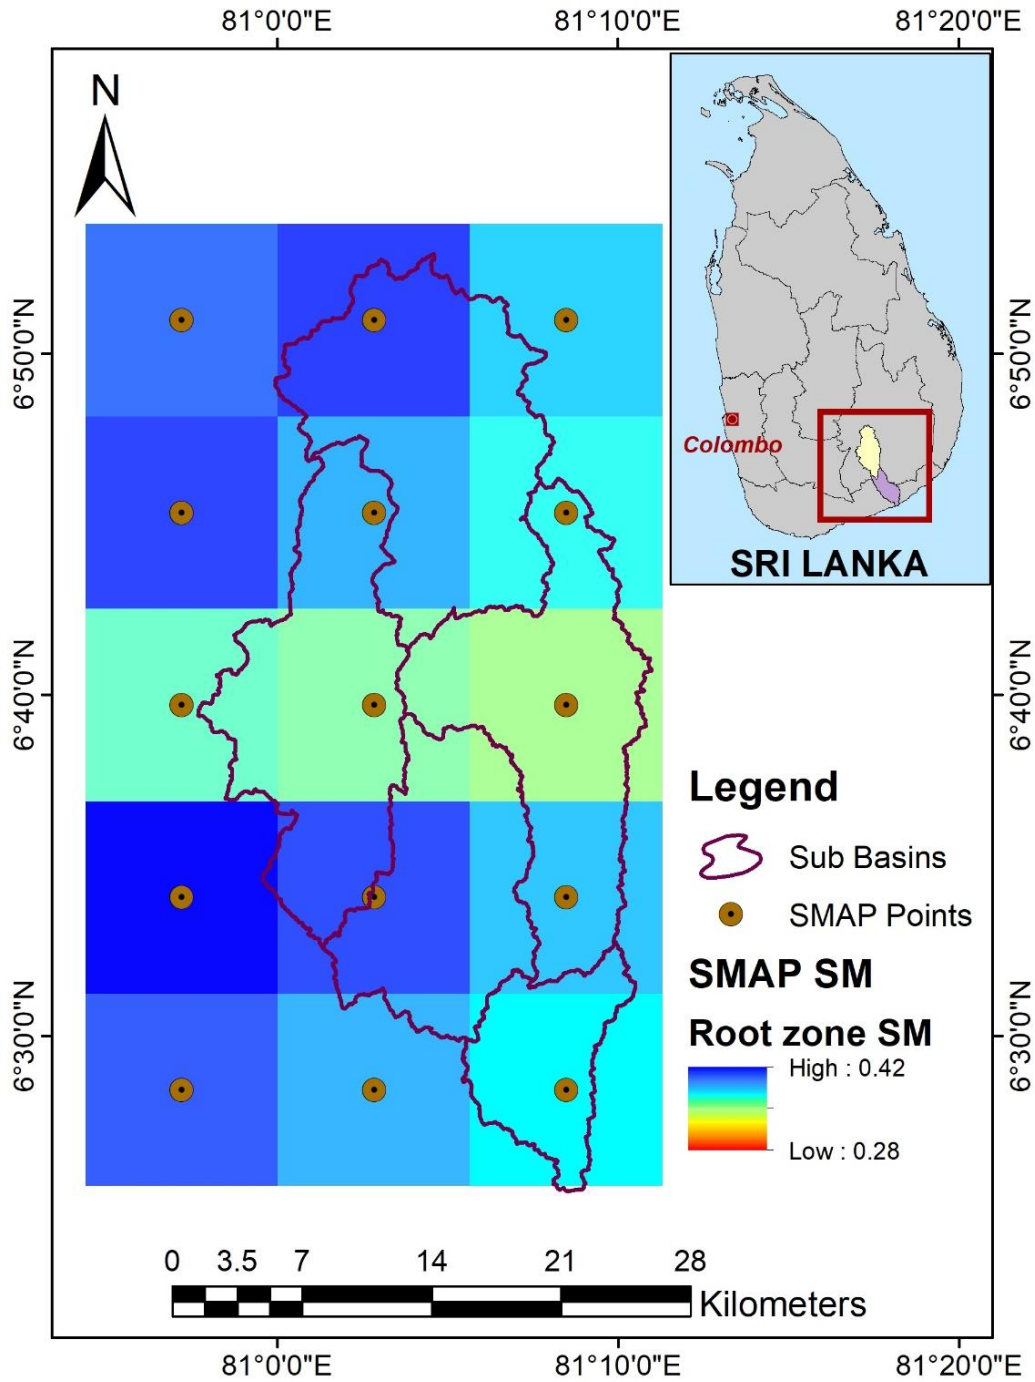 81°0'0"E 81°10'0"E 81°20'0"E
N
6°50'0"N
6°40'0"N
6°30'0"N
Colombo
SRI LANKA
6°50'0"N
6°40'0"N
6°30'0"N
Legend
Sub Basins
SMAP Points
SMAP SM
Root zone SM
High : 0.42
Low : 0.28
0 3.5 7 14 21 28
Kilometers
81°0'0"E 81°10'0"E 81°20'0"E